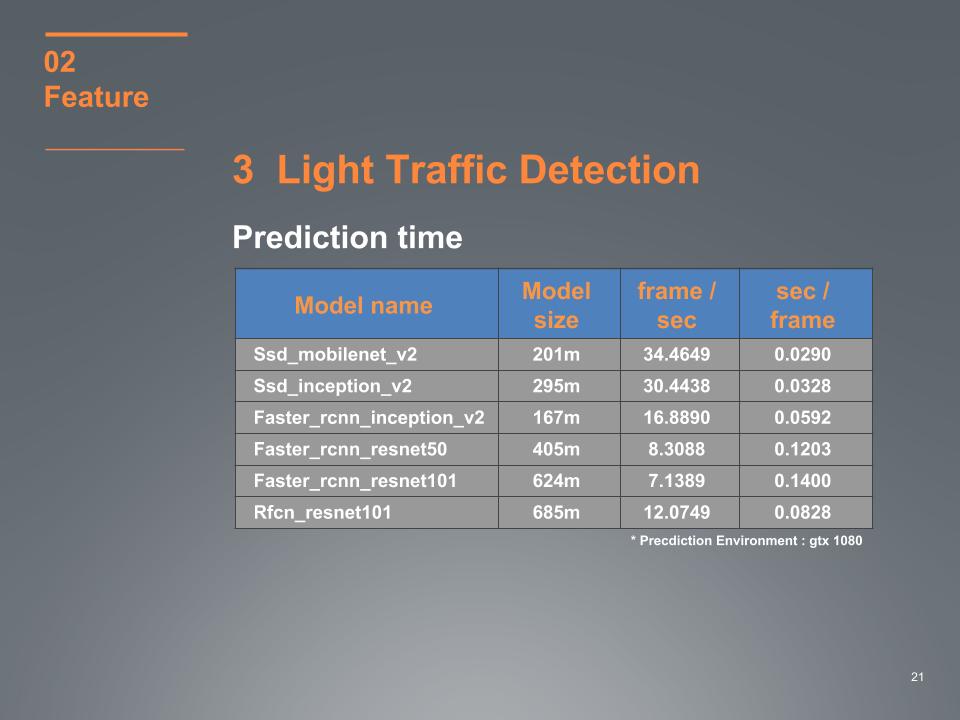 02
Feature
3 Light Traffic Detection
Prediction time
Model name Model size frame / sec sec / frame
Ssd_mobilenet_v2 201m 34.4649 0.0290
Ssd_inception_v2 295m 30.4438 0.0328
Faster_rcnn_inception_v2 167m 16.8890 0.0592
Faster_rcnn_resnet50 405m 8.3088 0.1203
Faster_rcnn_resnet101 624m 7.1389 0.1400
Rfcn_resnet101 685m 12.0749 0.0828
* Precdiction Environment : gtx 1080
21